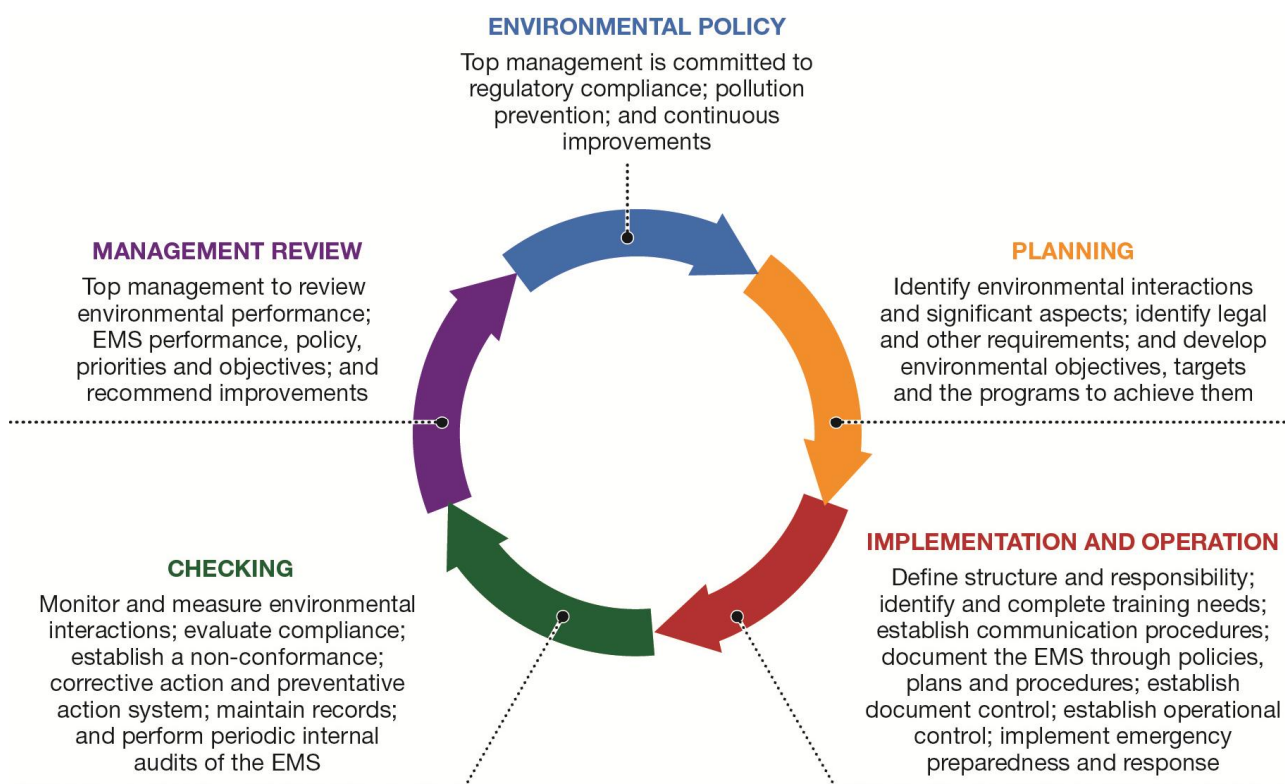 ENVIRONMENTAL POLICY
Top management is committed to
regulatory compliance; pollution
prevention; and continuous
improvements
MANAGEMENT REVIEW
Top management to review
environmental performance;
EMS performance, policy,
priorities and objectives; and
recommend improvements
PLANNING
Identify environmental interactions
and significant aspects; identify legal
and other requirements; and develop
environmental objectives, targets
and the programs to achieve them
CHECKING
Monitor and measure environmental
interactions; evaluate compliance;
establish a non-conformance;
corrective action and preventative
action system; maintain records;
and perform periodic internal
audits of the EMS
IMPLEMENTATION AND OPERATION
Define structure and responsibility;
identify and complete training needs;
establish communication procedures;
document the EMS through policies,
plans and procedures; establish
document control; establish operational
control; implement emergency
preparedness and response